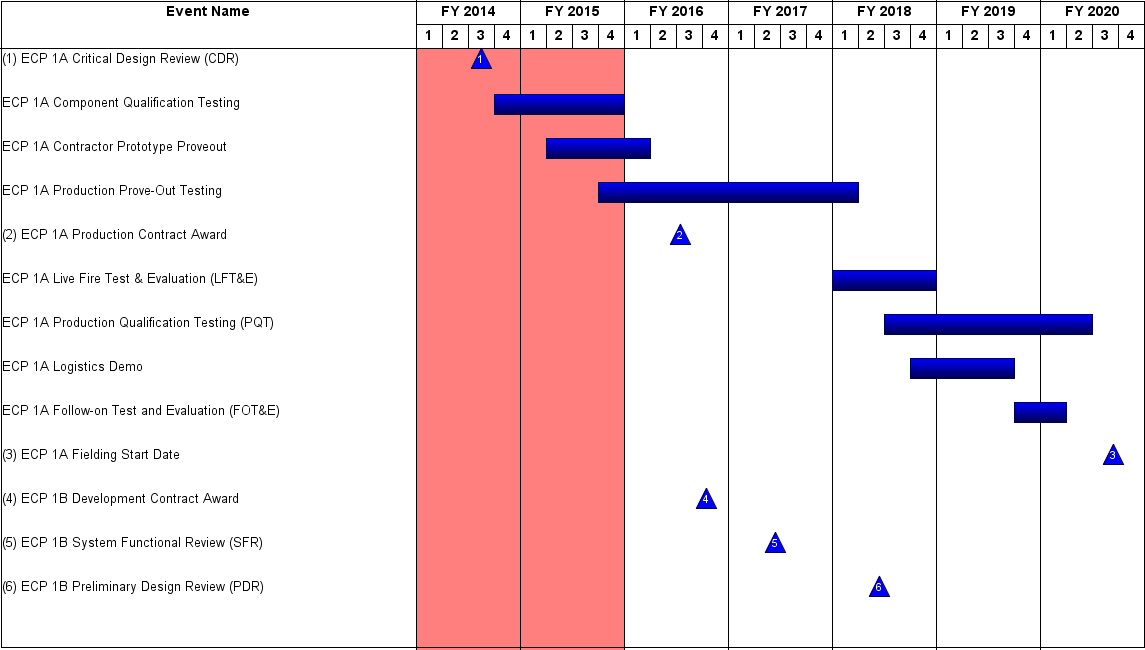 Event Name FY 2014 FY 2015 FY 2016 FY 2017 FY 2018 FY 2019 FY 2020
1 2 3 4 1 2 3 4 1 2 3 4 1 2 3 4 1 2 3 4 1 2 3 4 1 2 3 4
(1) ECP 1A Critical Design Review (CDR) 1
ECP 1A Component Qualification Testing
ECP 1A Contractor Prototype Proveout
ECP 1A Production Prove-Out Testing
(2) ECP 1A Production Contract Award 2
ECP 1A Live Fire Test & Evaluation (LFT&E)
ECP 1A Production Qualification Testing (PQT)
ECP 1A Logistics Demo
ECP 1A Follow-on Test and Evaluation (FOT&E)
(3) ECP 1A Fielding Start Date 3
(4) ECP 1B Development Contract Award 4
(5) ECP 1B System Functional Review (SFR) 5
(6) ECP 1B Preliminary Design Review (PDR) 6